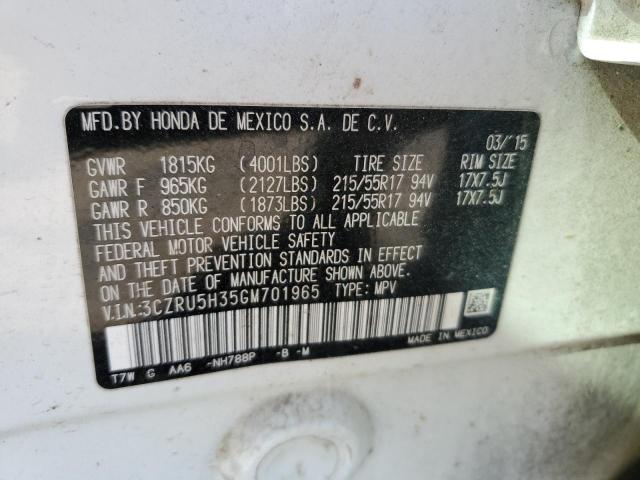 MFD.BY HONDA DE MEXICO S.A. DE C.V.
03/'15
GVWR 1815KG (4001LBS) TIRE SIZE RIM SIZE
GAWR F 965KG (2127LBS) 215/55R17 94V 17X7.5J
GAWR R 850KG (1873LBS) 215/55R17 94V 17X7.5J
THIS VEHICLE CONFORMS TO ALL APPLICABLE
FEDERAL MOTOR VEHICLE SAFETY
AND THEFT PREVENTION STANDARDS IN EFFECT
ON THE DATE OF MANUFACTURE SHOWN ABOVE.
V.I.N.:3CZRU5H35GM701965 TYPE: MPV
MADE IN MEXICO
T7W G AA6 -NH788P -B -M